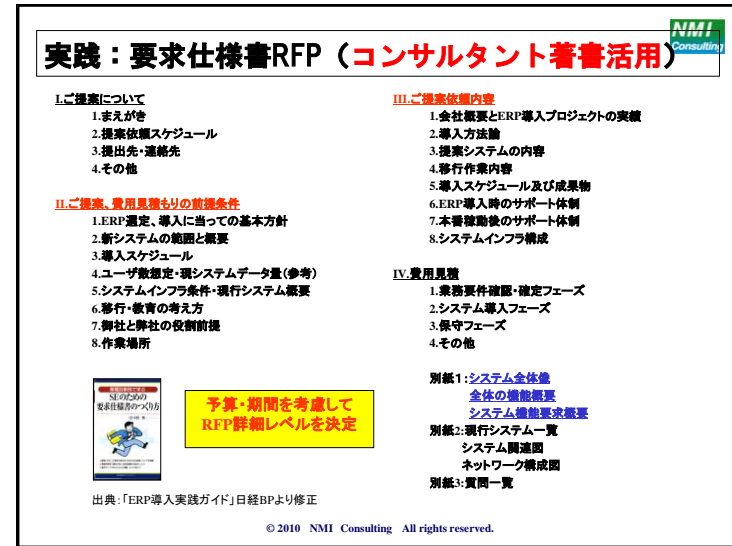 NMI
Consulting
実践：要求仕様書RFP（コンサルタント著書活用）
I.ご提案について
1.まえがき
2.提案依頼スケジュール
3.提出先・連絡先
4.その他
II.ご提案、費用見積もりの前提条件
1.ERP選定、導入に当っての基本方針
2.新システムの範囲と概要
3.導入スケジュール
4.ユーザ数想定・現システムデータ量（参考）
5.システムインフラ条件・現行システム概要
6.移行・教育の考え方
7.御社と弊社の役割前提
8.作業場所
III.ご提案依頼内容
1.会社概要とERP導入プロジェクトの実績
2.導入方法論
3.提案システムの内容
4.移行作業内容
5.導入スケジュール及び成果物
6.ERP導入時のサポート体制
7.本番稼動後のサポート体制
8.システムインフラ構成
IV.費用見積
1.業務要件確認・確定フェーズ
2.システム導入フェーズ
3.保守フェーズ
4.その他
別紙１：システム全体像
全体の機能概要
システム機能要求概要
別紙2:現行システム一覧
システム関連図
ネットワーク構成図
別紙3:質問一覧
SEのための
要求仕様書のつくり方
予算・期間を考慮して
RFP詳細レベルを決定
出典：「ERP導入実践ガイド」日経BPより修正
© 2010 NMI Consulting All rights reserved.